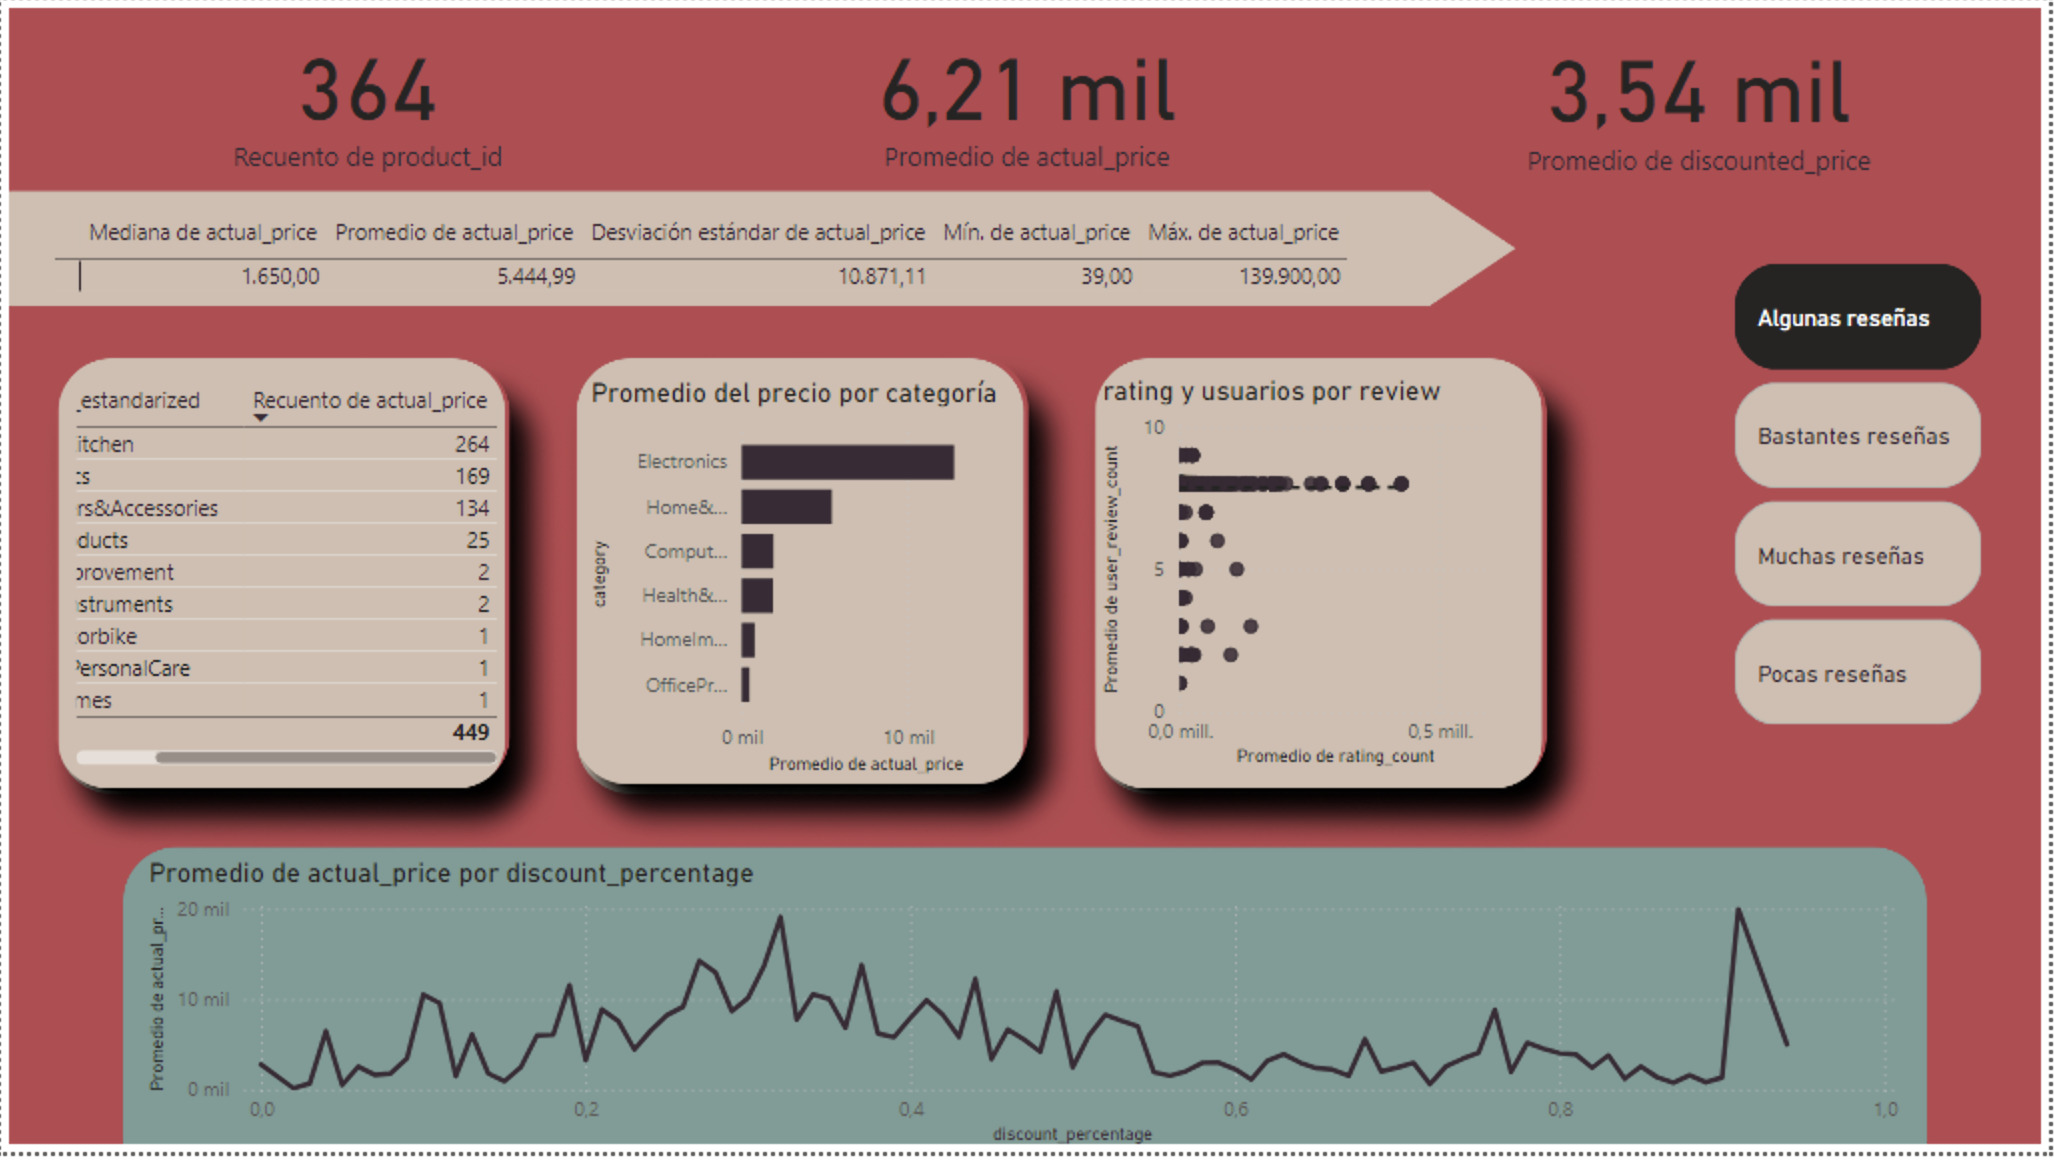 364
Recuento de product_id
6,21 mil
Promedio de actual_price
3,54 mil
Promedio de discounted_price
Mediana de actual_price Promedio de actual_price Desviación estándar de actual_price Mín. de actual_price Máx. de actual_price
1.650,00 5.444,99 10.871,11 39,00 139.900,00
Algunas reseñas
Bastantes reseñas
Muchas reseñas
Pocas reseñas
_estandarized Recuento de actual_price
itchen 264
cs 169
rs&Accessories 134
ducts 25
provement 2
struments 2
orbike 1
PersonalCare 1
mes 1
449
Promedio del precio por categoría
category
Electronics
Home&...
Comput...
Health&...
HomeIm...
OfficePr...
0 mil 10 mil
Promedio de actual_price
rating y usuarios por review
Promedio de user_review_count
10
5
0
0,0 mill. 0,5 mill.
Promedio de rating_count
Promedio de actual_price por discount_percentage
Promedio de actual_pr...
20 mil
10 mil
0 mil
0,0 0,2 0,4 0,6 0,8 1,0
discount_percentage